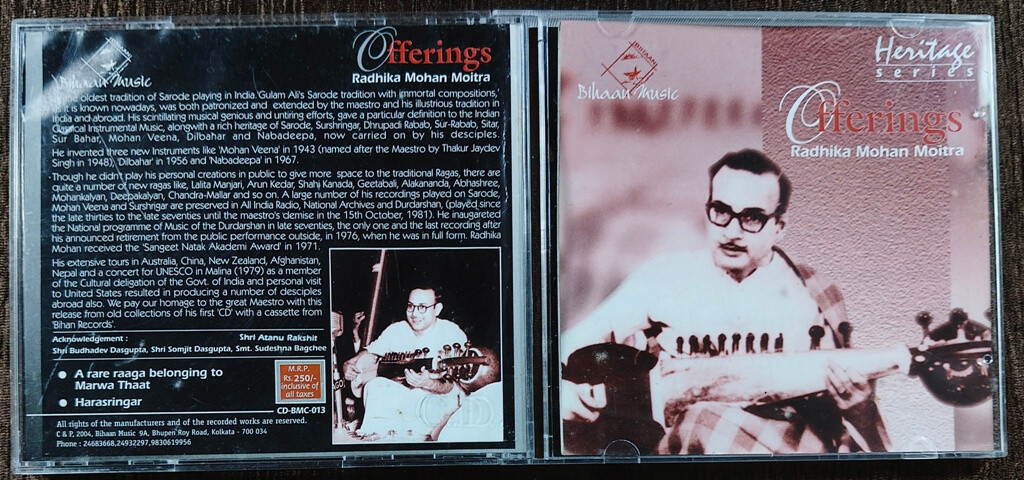 BIHAAN
Bihaan Music
Offerings
Radhika Mohan Moitra
the oldest tradition of Sarode playing in India.'Gulam Ali's Sarode tradition with immortal compositions,'
it is known nowadays, was both patronized and extended by the maestro and his illustrious tradition in
India and abroad. His scintillating musical genious and untiring efforts, gave a particular definition to the Indian
Classical Instrumental Music, alongwith a rich heritage of Sarode, Surshringar, Dhrupadi Rabab, Sur-Rabab, Sitar,
Sur Bahar, Mohan Veena, Dilbahar and Nabadeepa, now carried on by his desciples.
He invented three new Instruments like 'Mohan Veena' in 1943 (named after the Maestro by Thakur Jaydev
Singh in 1948), 'Dilbahar' in 1956 and 'Nabadeepa' in 1967.
Though he didn't play his personal creations in public to give more space to the traditional Ragas, there are
quite a number of new ragas like, Lalita Manjari, Arun Kedar, Shahi Kanada, Geetabali, Alakananda, Abhashree,
Mohankalyan, Deepakalyan, Chandra-Mallar and so on. A large number of his recordings played on Sarode,
Mohan Veena and Surshrigar are preserved in All India Radio, National Archives and Durdarshan, (played since
the late thirties to the late seventies until the maestro's demise in the 15th October, 1981). He inaugareted
the National programme of Music of the Durdarshan in late seventies, the only one and the last recording after
his announced retirement from the public performance outside, in 1976, when he was in full form. Radhika
Mohan received the 'Sangeet Natak Akademi Award' in 1971.
His extensive tours in Australia, China, New Zealand, Afghanistan,
Nepal and a concert for UNESCO in Malina (1979) as a member
of the Cultural deligation of the Govt. of India and personal visit
to United States resulted in producing a number of desciples
abroad also. We pay our homage to the great Maestro with this
release from old collections of his first 'CD' with a cassette from
'Bihan Records'.
Acknowledgement : Shri Atanu Rakshit
Shri Budhadev Dasgupta, Shri Somjit Dasgupta, Smt. Sudeshna Bagchee
• A rare raaga belonging to
Marwa Thaat
• Harasringar
M.R.P.
Rs. 250/-
inclusive of
all taxes
CD-BMC-013
All rights of the manufacturers and of the recorded works are reserved.
C & P, 2004, Bihaan Music 9A, Bhupen Roy Road, Kolkata - 700 034
Phone : 24683668,24932297,9830619956
BIHAAN
Bihaan Music
Heritage
series
Offerings
Radhika Mohan Moitra